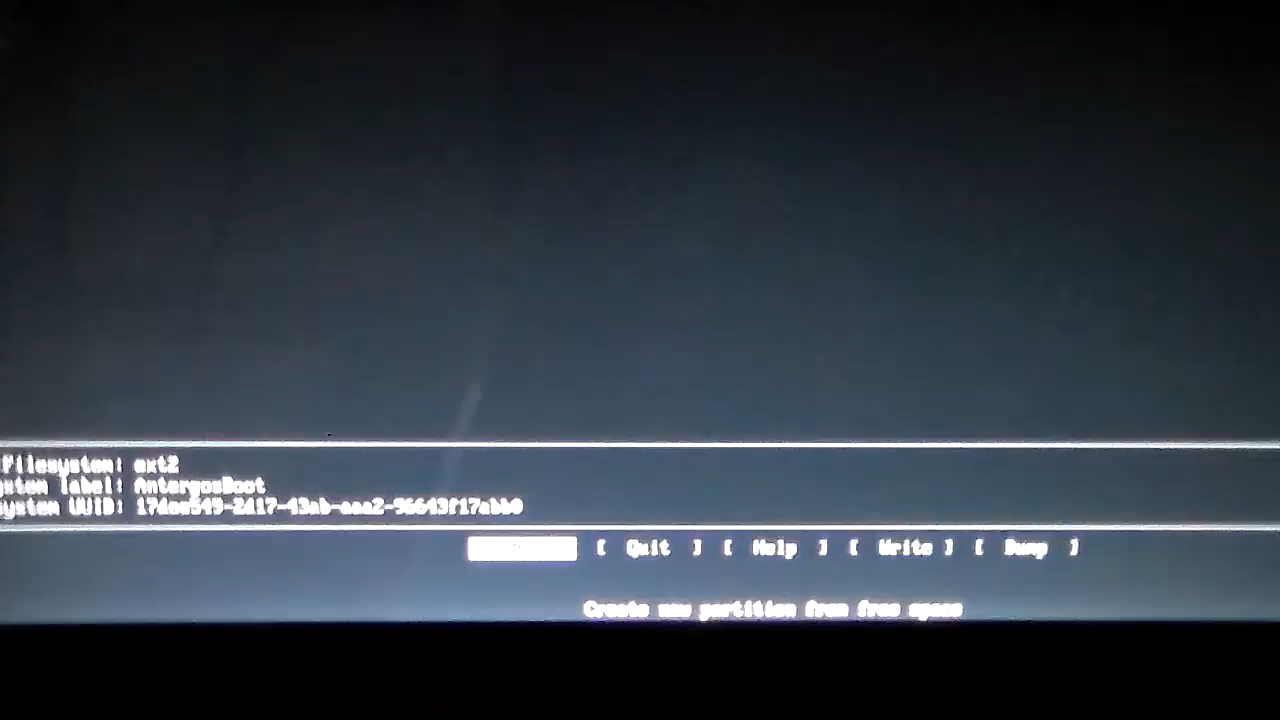 Filesystem: ext2
ystem label: AntergosBoot
ystem UUID:
[ Quit ] [ Help ] [ Write ] [ Dump ]
Create new partition from free space